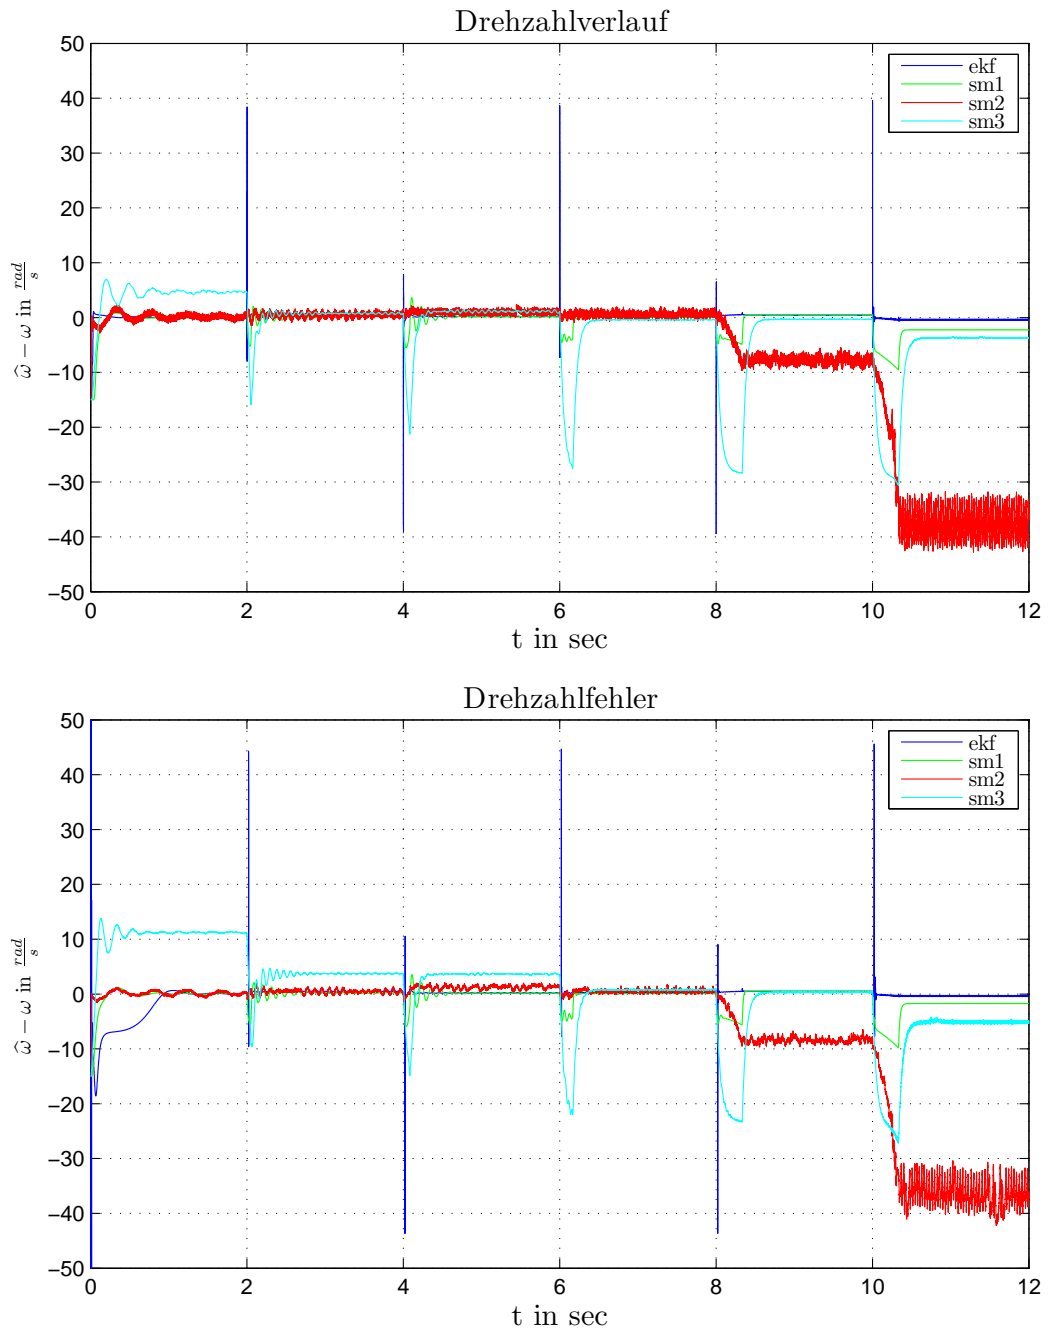 Drehzahlverlauf
50
40
30
20
10
0
−10
−20
−30
−40
−50
ω̂ − ω in rad/s
ekf
sm1
sm2
sm3
0 2 4 6 8 10 12
t in sec
Drehzahlfehler
50
40
30
20
10
0
−10
−20
−30
−40
−50
ω̂ − ω in rad/s
ekf
sm1
sm2
sm3
0 2 4 6 8 10 12
t in sec